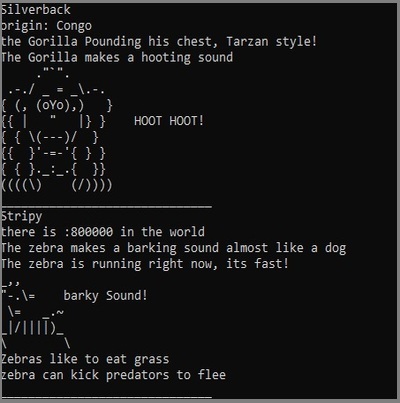 Silverback
origin: Congo
the Gorilla Pounding his chest, Tarzan style!
The Gorilla makes a hooting sound
     ."`".
 .-./ _ = _\.-.
{ (, (oYo),)   }
{{ |   "   |} }    HOOT HOOT!
{ { \(---)/  }
{{  }'-=-'{ } }
{ { }._:_.{  }}
((((\)    (/))))
____________________________
Stripy
there is :800000 in the world
The zebra makes a barking sound almost like a dog
The zebra is running right now, its fast!
_,,
"-.\=    barky Sound!
 \=   _.~
_|/||||)_
\        \
Zebras like to eat grass
zebra can kick predators to flee
____________________________